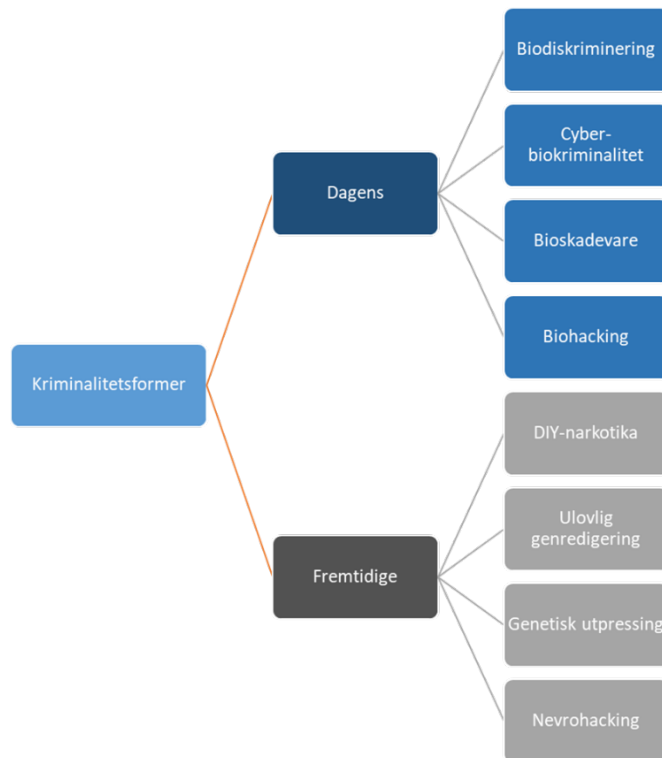 Kriminalitetsformer
Dagens
Biodiskriminering
Cyber-
biokriminalitet
Bioskadevare
Biohacking
Fremtidige
DIY-narkotika
Ulovlig
genredigering
Genetisk utpressing
Nevrohacking